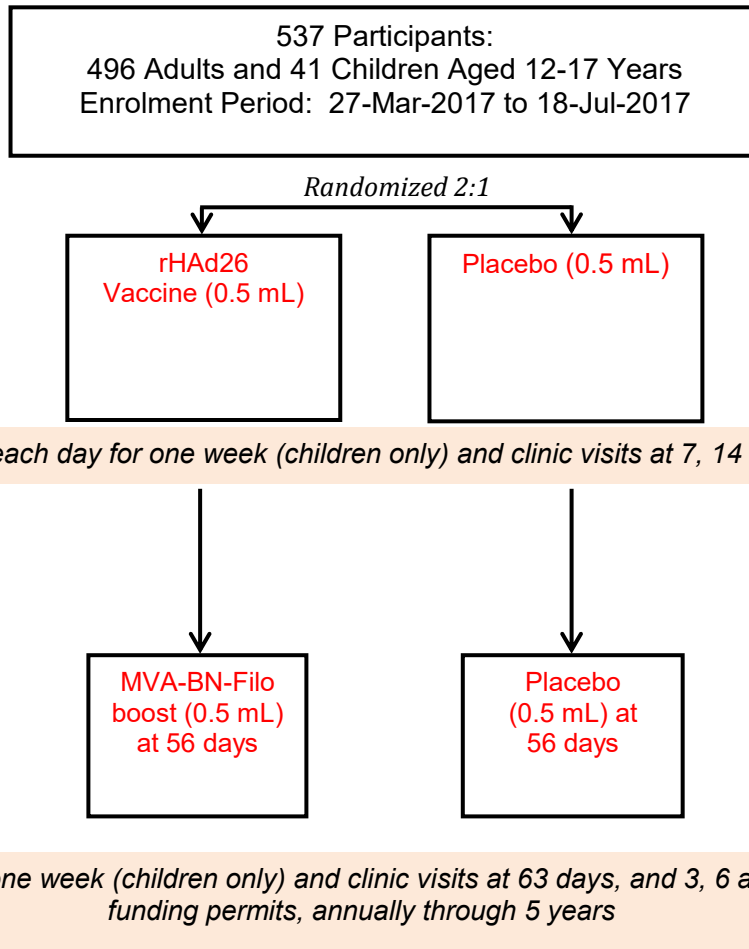 537 Participants:
496 Adults and 41 Children Aged 12-17 Years
Enrolment Period: 27-Mar-2017 to 18-Jul-2017
Randomized 2:1
rHAd26
Vaccine (0.5 mL)
Placebo (0.5 mL)
each day for one week (children only) and clinic visits at 7, 14
MVA-BN-Filo
boost (0.5 mL)
at 56 days
Placebo
(0.5 mL) at
56 days
one week (children only) and clinic visits at 63 days, and 3, 6
funding permits, annually through 5 years